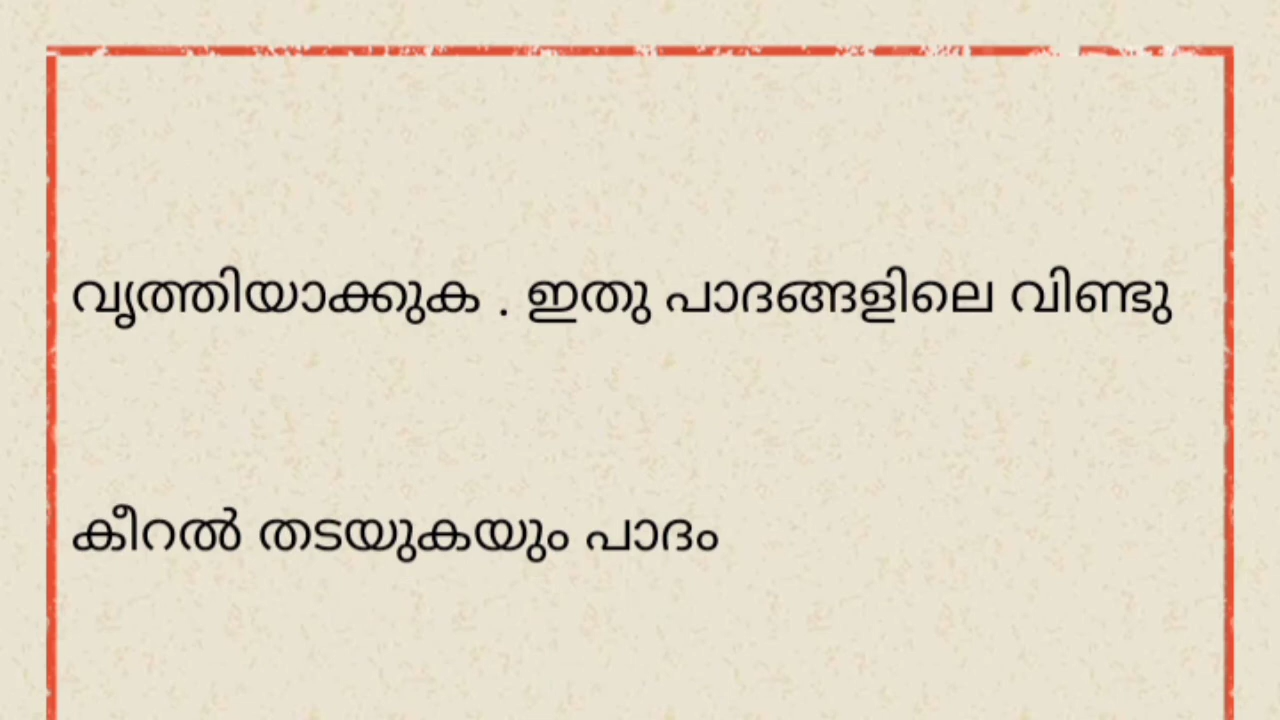 വൃത്തിയാക്കുക . ഇതു പാദങ്ങളിലെ വിണ്ടു
കീറൽ തടയുകയും പാദം